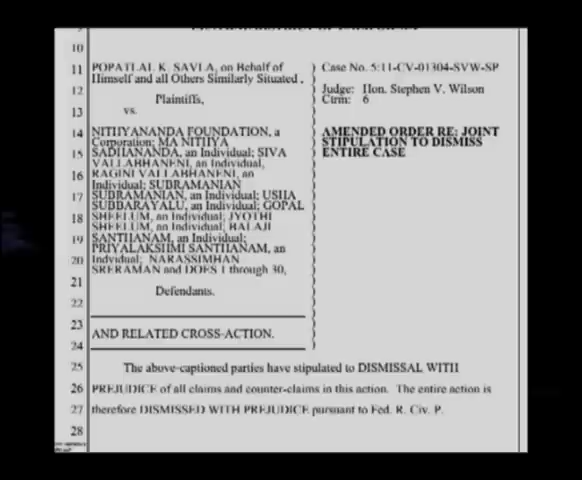 10
11 POPATLAL K. SAVLA, on Behalf of
Himself and all Others Similarly Situated,
12
Plaintiffs,
13 vs.
14 NITHYANANDA FOUNDATION, a
Corporation; MA NITHYA
15 SADHANANDA, an Individual; SIVA
VALLABHANENI, an Individual,
16 RAGINI VALLABHANENI, an
Individual; SUBRAMANIAN
17 SUBRAMANIAN, an Individual; USHA
SUBBARAYALU, an Individual; GOPAL
18 SHEELUM, an Individual; JYOTHI
SHEELUM, an Individual; BALAJI
19 SANTHANAM, an Individual;
PRIYALAKSHMI SANTHANAM, an
20 Indvidual; NARASSIMHAN
SRERAMAN and DOES 1 through 30,
21
Defendants.
22
23
AND RELATED CROSS-ACTION.
24
Case No. 5:11-CV-01304-SVW-SP
Judge: Hon. Stephen V. Wilson
Ctrm: 6
AMENDED ORDER RE: JOINT
STIPULATION TO DISMISS
ENTIRE CASE
25 The above-captioned parties have stipulated to DISMISSAL WITH
26 PREJUDICE of all claims and counter-claims in this action. The entire action is
27 therefore DISMISSED WITH PREJUDICE pursuant to Fed. R. Civ. P.
28